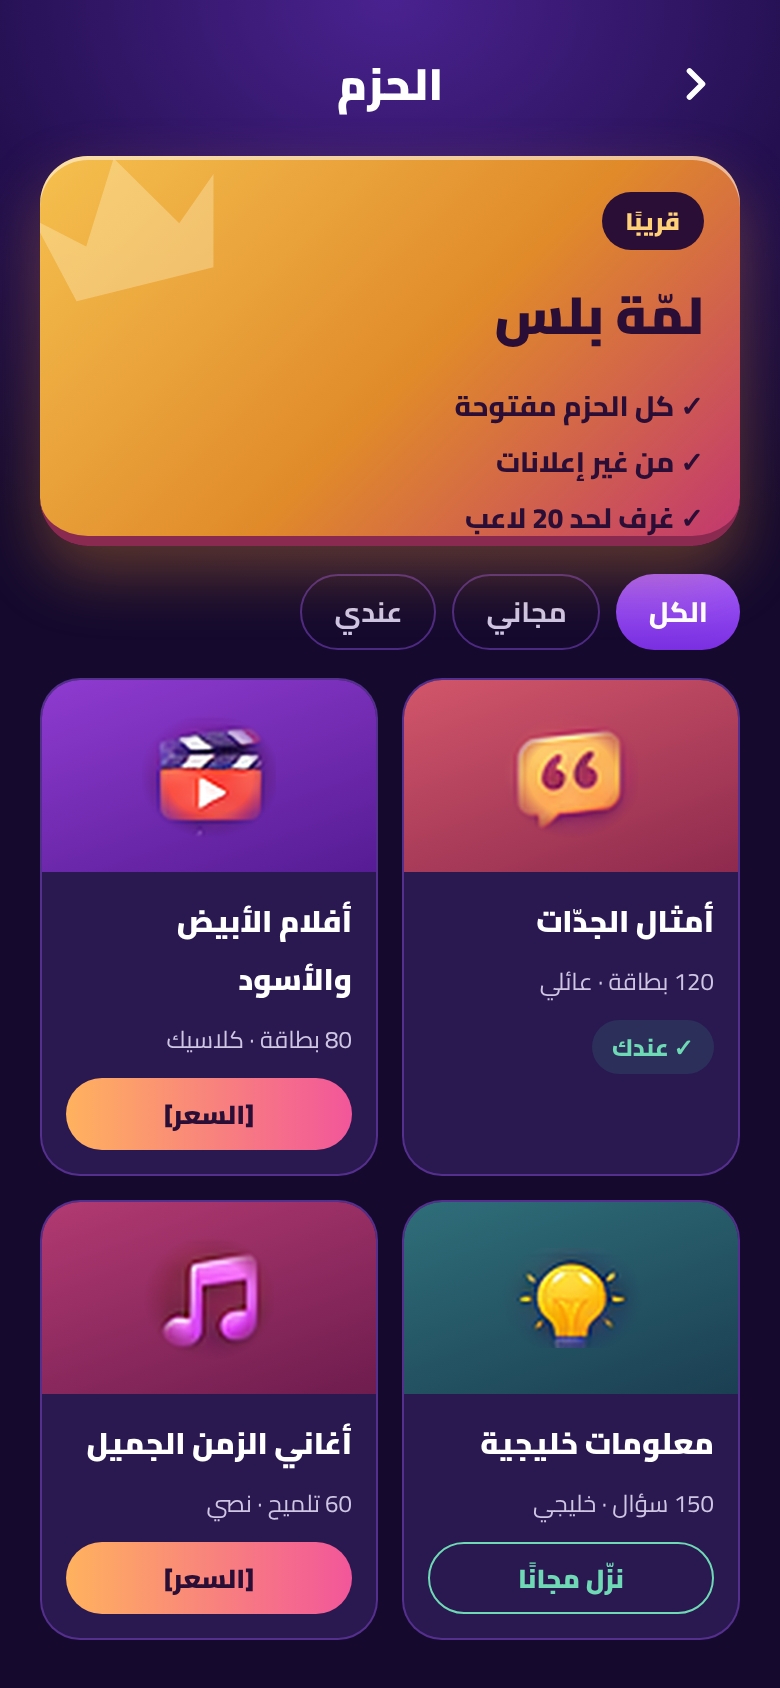 الحزم
قريبًا
لمّة بلس
✓ كل الحزم مفتوحة
✓ من غير إعلانات
✓ غرف لحد 20 لاعب
الكل
مجاني
عندي
أمثال الجدّات
120 بطاقة · عائلي
✓ عندك
أفلام الأبيض
والأسود
80 بطاقة · كلاسيك
[السعر]
معلومات خليجية
150 سؤال · خليجي
نزّل مجانًا
أغاني الزمن الجميل
60 تلميح · نصي
[السعر]